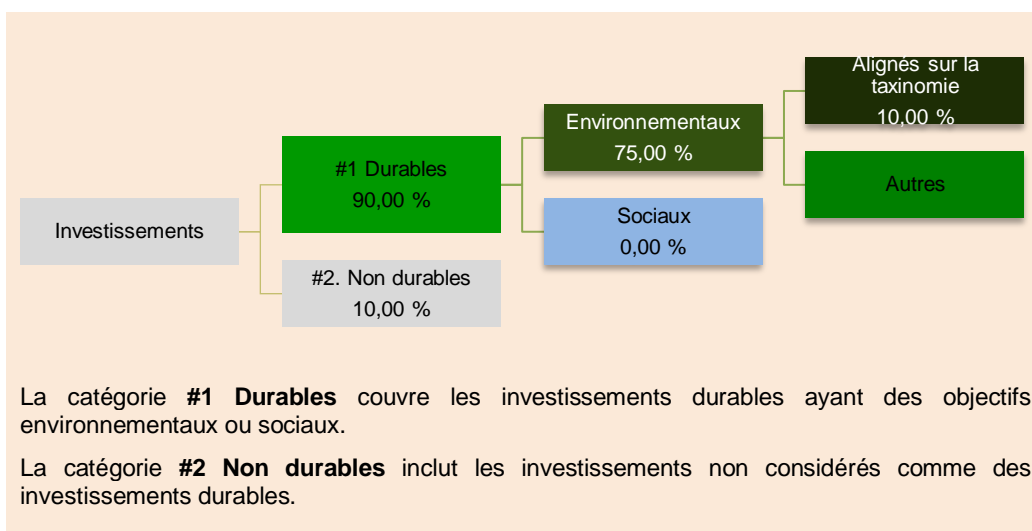 Alignés sur la
taxinomie
10,00 %
Environnementaux
75,00 %
#1 Durables
90,00 %
Autres
Investissements
Sociaux
0,00 %
#2. Non durables
10,00 %
La catégorie #1 Durables couvre les investissements durables ayant des objectifs
environnementaux ou sociaux.
La catégorie #2 Non durables inclut les investissements non considérés comme des
investissements durables.